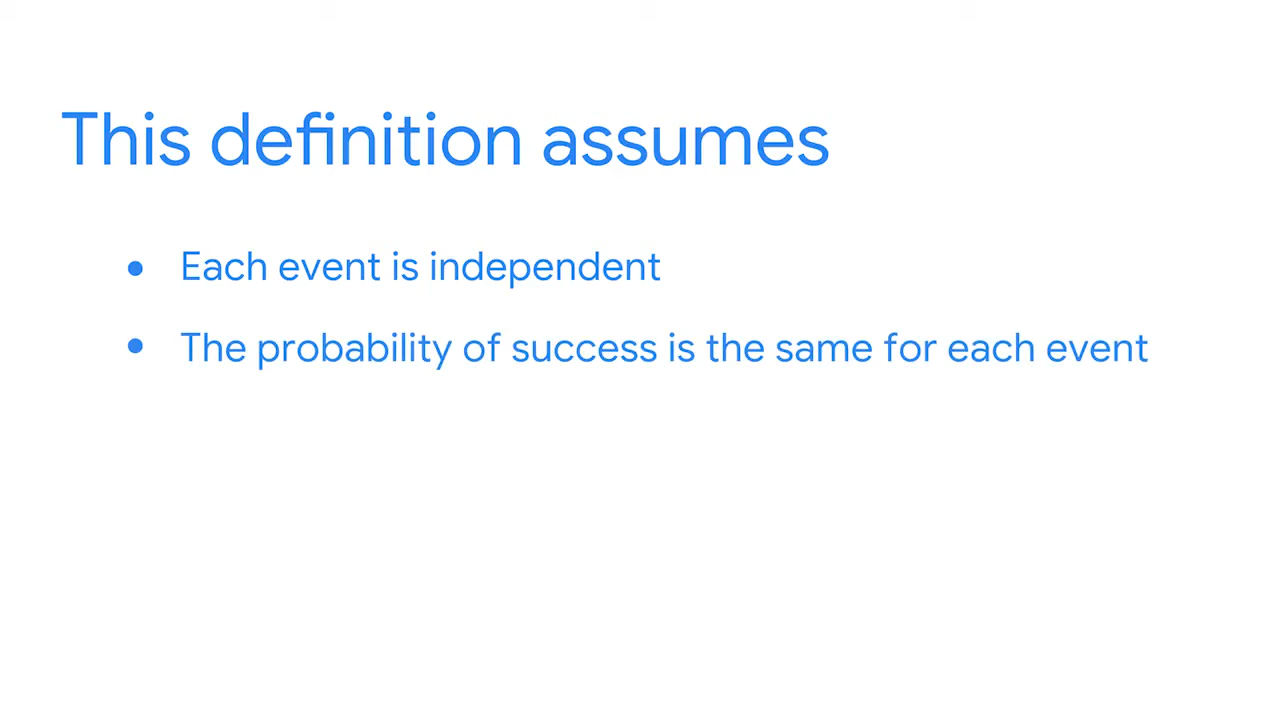 This definition assumes
• Each event is independent
• The probability of success is the same for each event